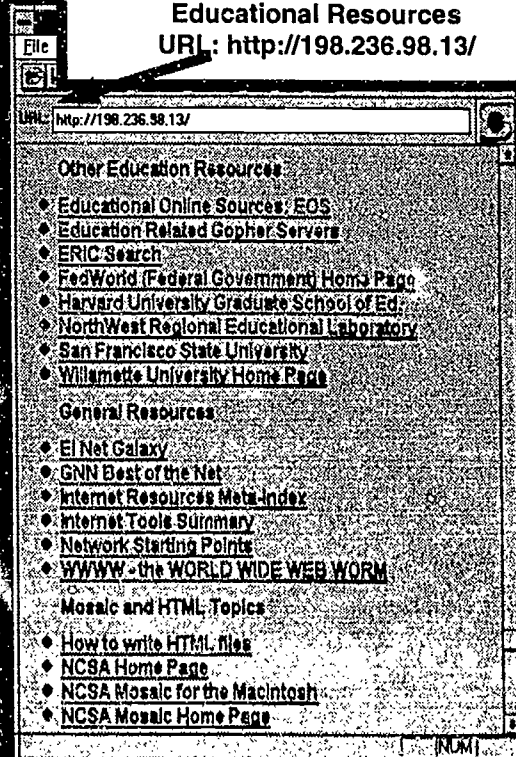 Educational Resources
URL: http://198.236.98.13/
File
URL: http://198.236.98.13/
Other Education Resources
Educational Online Sources, EOS
Education Related Gopher Servers
ERIC Search
FedWorld (Federal Government) Home Page
Harvard University Graduate School of Ed.
NorthWest Regional Educational Laboratory
San Francisco State University
Willamette University Home Page
General Resources
EI Net Galaxy
GNN Best of the Net
Internet Resources Meta-Index
Internet Tools Summary
Network Starting Points
WWWW - the WORLD WIDE WEB WORM
Mosaic and HTML Topics
How to write HTML files
NCSA Home Page
NCSA Mosaic for the Macintosh
NCSA Mosaic Home Page
NUM